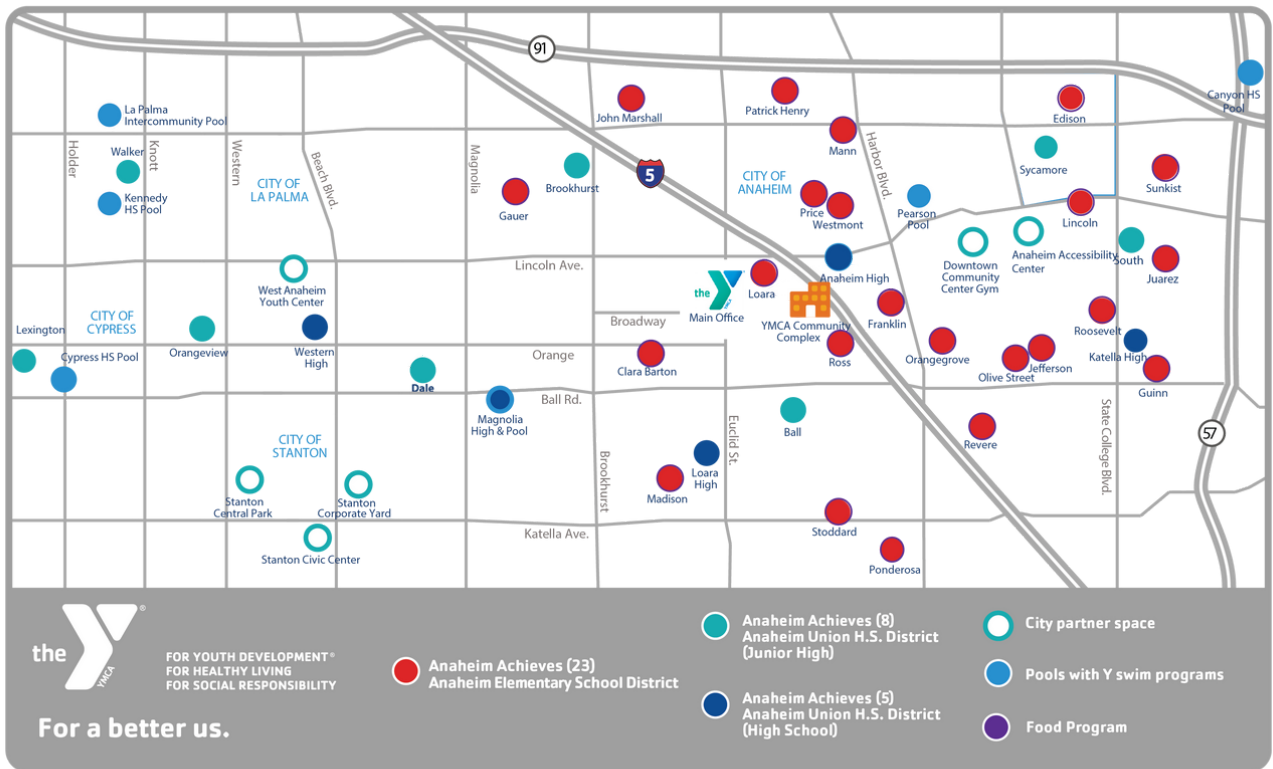 91
Canyon HS
Pool
La Palma
Intercommunity Pool
John Marshall
Patrick Henry
Edison
Mann
Holder
Knott
Western
Beach Blvd.
Magnolia
Harbor Blvd.
Walker
Kennedy
HS Pool
CITY OF
LA PALMA
Brookhurst
5
CITY OF
ANAHEIM
Sycamore
Sunkist
Gauer
Price
Westmont
Pearson
Pool
Lincoln
West Anaheim
Youth Center
Lincoln Ave.
Anaheim High
Downtown
Community
Center Gym
Anaheim Accessibility
Center
South
Juarez
the
Main Office
Loara
YMCA Community
Complex
Franklin
Roosevelt
CITY OF
CYPRESS
Lexington
Cypress HS Pool
Orangeview
Western
High
Broadway
Orange
Clara Barton
Ross
Orangegrove
Olive Street
Jefferson
Katella High
Guinn
Dale
Ball Rd.
Magnolia
High & Pool
Ball
Euclid St.
State College Blvd.
57
Revere
CITY OF
STANTON
Brookhurst
Loara
High
Madison
Stanton
Central Park
Stanton
Corporate Yard
Stoddard
Stanton Civic Center
Katella Ave.
Ponderosa
the
YMCA
®
FOR YOUTH DEVELOPMENT®
FOR HEALTHY LIVING
FOR SOCIAL RESPONSIBILITY
For a better us.
Anaheim Achieves (23)
Anaheim Elementary School District
Anaheim Achieves (8)
Anaheim Union H.S. District
(Junior High)
Anaheim Achieves (5)
Anaheim Union H.S. District
(High School)
City partner space
Pools with Y swim programs
Food Program